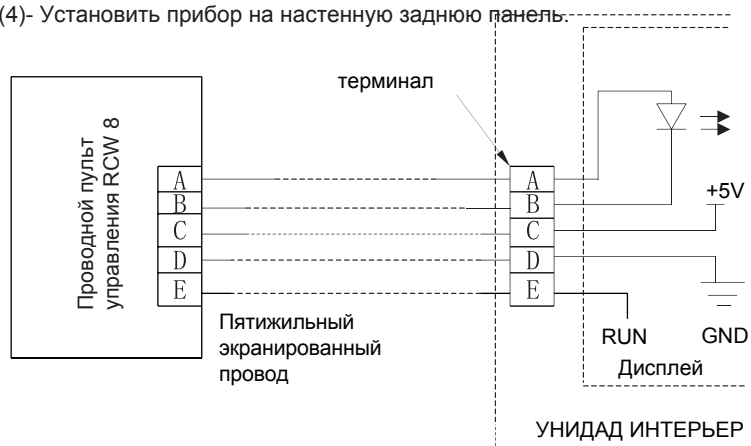 (4)- Установить прибор на настенную заднюю панель.
терминал
Проводной пульт
управления RCW 8
A
B
C
D
E
A
B
C
D
E
+5V
Пятижильный
экранированный
провод
RUN
GND
Дисплей
УНИДАД ИНТЕРЬЕР